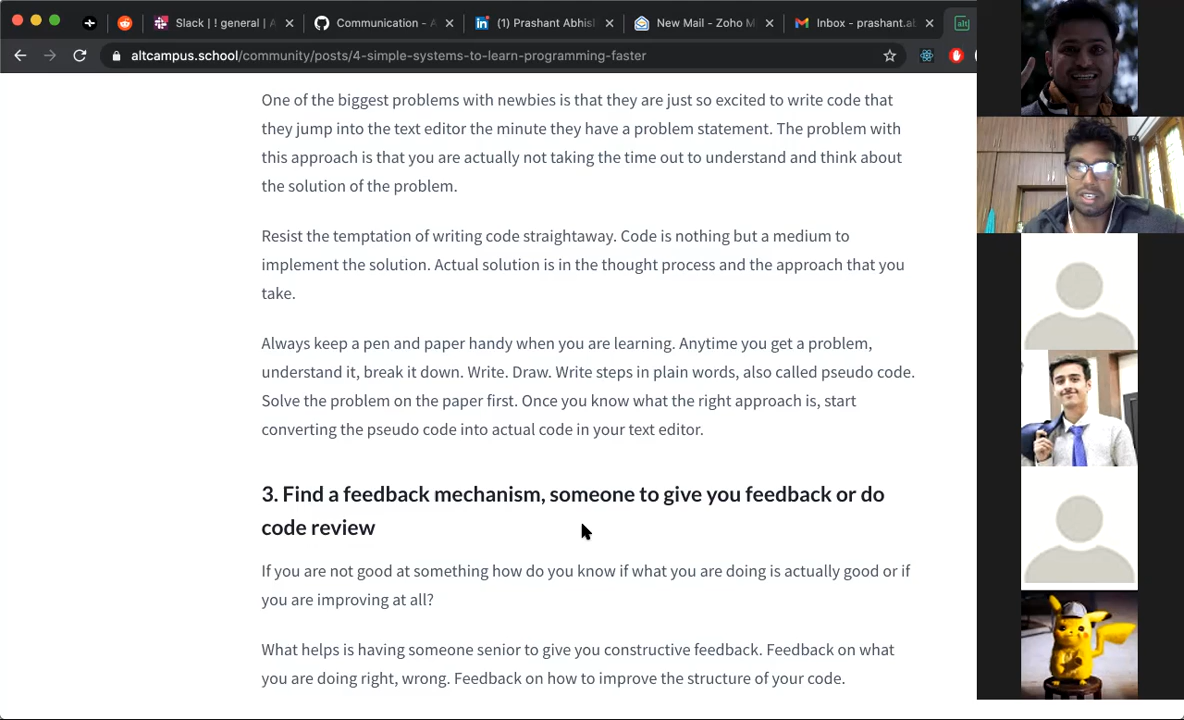 Slack | ! general | A
Communication - A
(1) Prashant Abhis
New Mail - Zoho M
Inbox - prashant.ab
alt
altcampus.school/community/posts/4-simple-systems-to-learn-programming-faster
One of the biggest problems with newbies is that they are just so excited to write code that
they jump into the text editor the minute they have a problem statement. The problem with
this approach is that you are actually not taking the time out to understand and think about
the solution of the problem.
Resist the temptation of writing code straightaway. Code is nothing but a medium to
implement the solution. Actual solution is in the thought process and the approach that you
take.
Always keep a pen and paper handy when you are learning. Anytime you get a problem,
understand it, break it down. Write. Draw. Write steps in plain words, also called pseudo code.
Solve the problem on the paper first. Once you know what the right approach is, start
converting the pseudo code into actual code in your text editor.
3. Find a feedback mechanism, someone to give you feedback or do
code review
If you are not good at something how do you know if what you are doing is actually good or if
you are improving at all?
What helps is having someone senior to give you constructive feedback. Feedback on what
you are doing right, wrong. Feedback on how to improve the structure of your code.